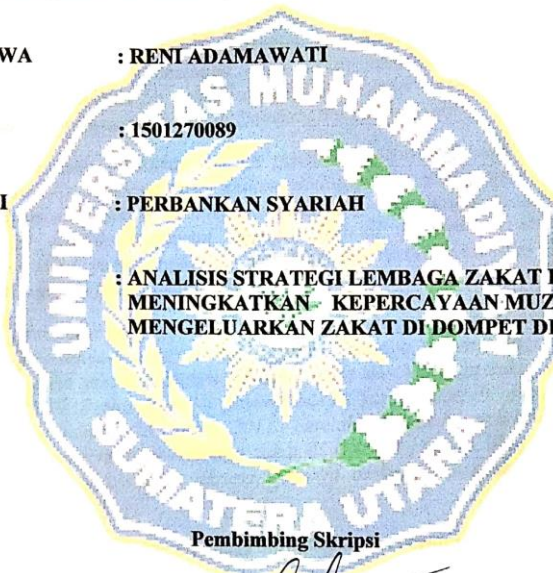 WA : RENI ADAMAWATI
: 1501270089
I : PERBANKAN SYARIAH
: ANALISIS STRATEGI LEMBAGA ZAKAT
MENINGKATKAN KEPERCAYAAN MUZ
MENGELUARKAN ZAKAT DI DOMPET D
Pembimbing Skripsi
UNIVERSITAS MUHAMMADIYAH
SUMATERA UTARA